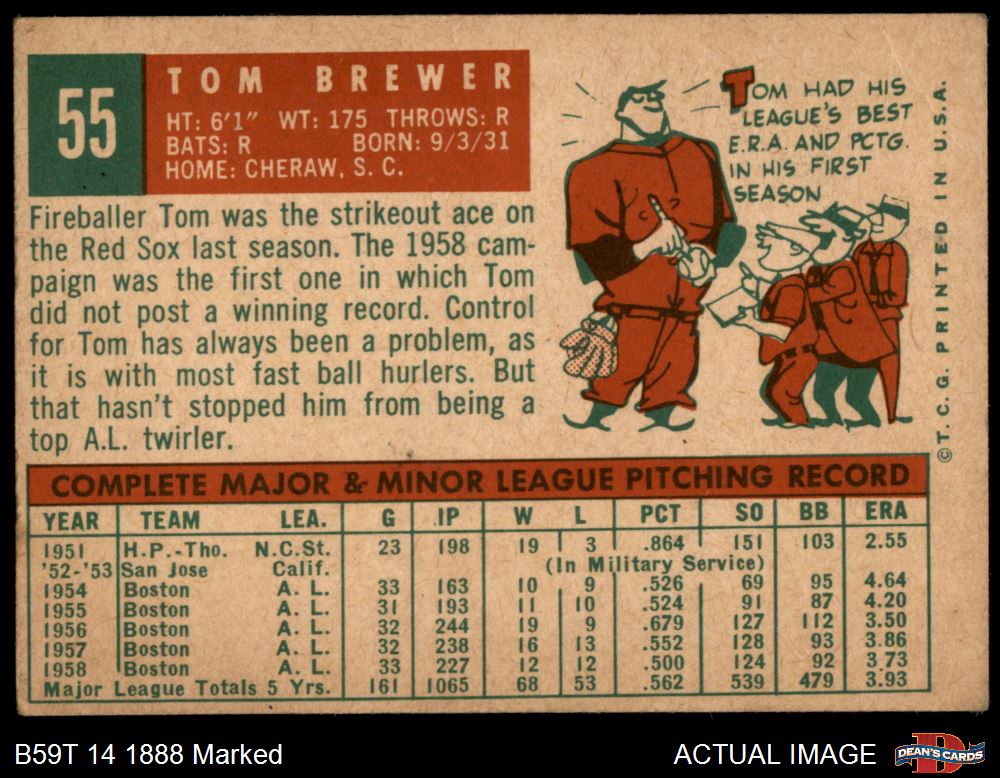 55
TOM BREWER
HT: 6'1" WT: 175 THROWS: R
BATS: R BORN: 9/3/31
HOME: CHERAW, S. C.
TOM HAD HIS
LEAGUE'S BEST
E.R.A. AND PCTG.
IN HIS FIRST
SEASON
Fireballer Tom was the strikeout ace on
the Red Sox last season. The 1958 cam-
paign was the first one in which Tom
did not post a winning record. Control
for Tom has always been a problem, as
it is with most fast ball hurlers. But
that hasn't stopped him from being a
top A.L. twirler.
©T. C. G. PRINTED IN U.S.A.
COMPLETE MAJOR & MINOR LEAGUE PITCHING RECORD
YEAR TEAM LEA. G IP W L PCT SO BB ERA
1951 H.P.-Tho. N.C.St. 23 198 19 3 .864 151 103 2.55
'52-'53 San Jose Calif. (In Military Service)
1954 Boston A. L. 33 163 10 9 .526 69 95 4.64
1955 Boston A. L. 31 193 11 10 .524 91 87 4.20
1956 Boston A. L. 32 244 19 9 .679 127 112 3.50
1957 Boston A. L. 32 238 16 13 .552 128 93 3.86
1958 Boston A. L. 33 227 12 12 .500 124 92 3.73
Major League Totals 5 Yrs. 161 1065 68 53 .562 539 479 3.93
B59T 14 1888 Marked
ACTUAL IMAGE
DEAN'S CARDS